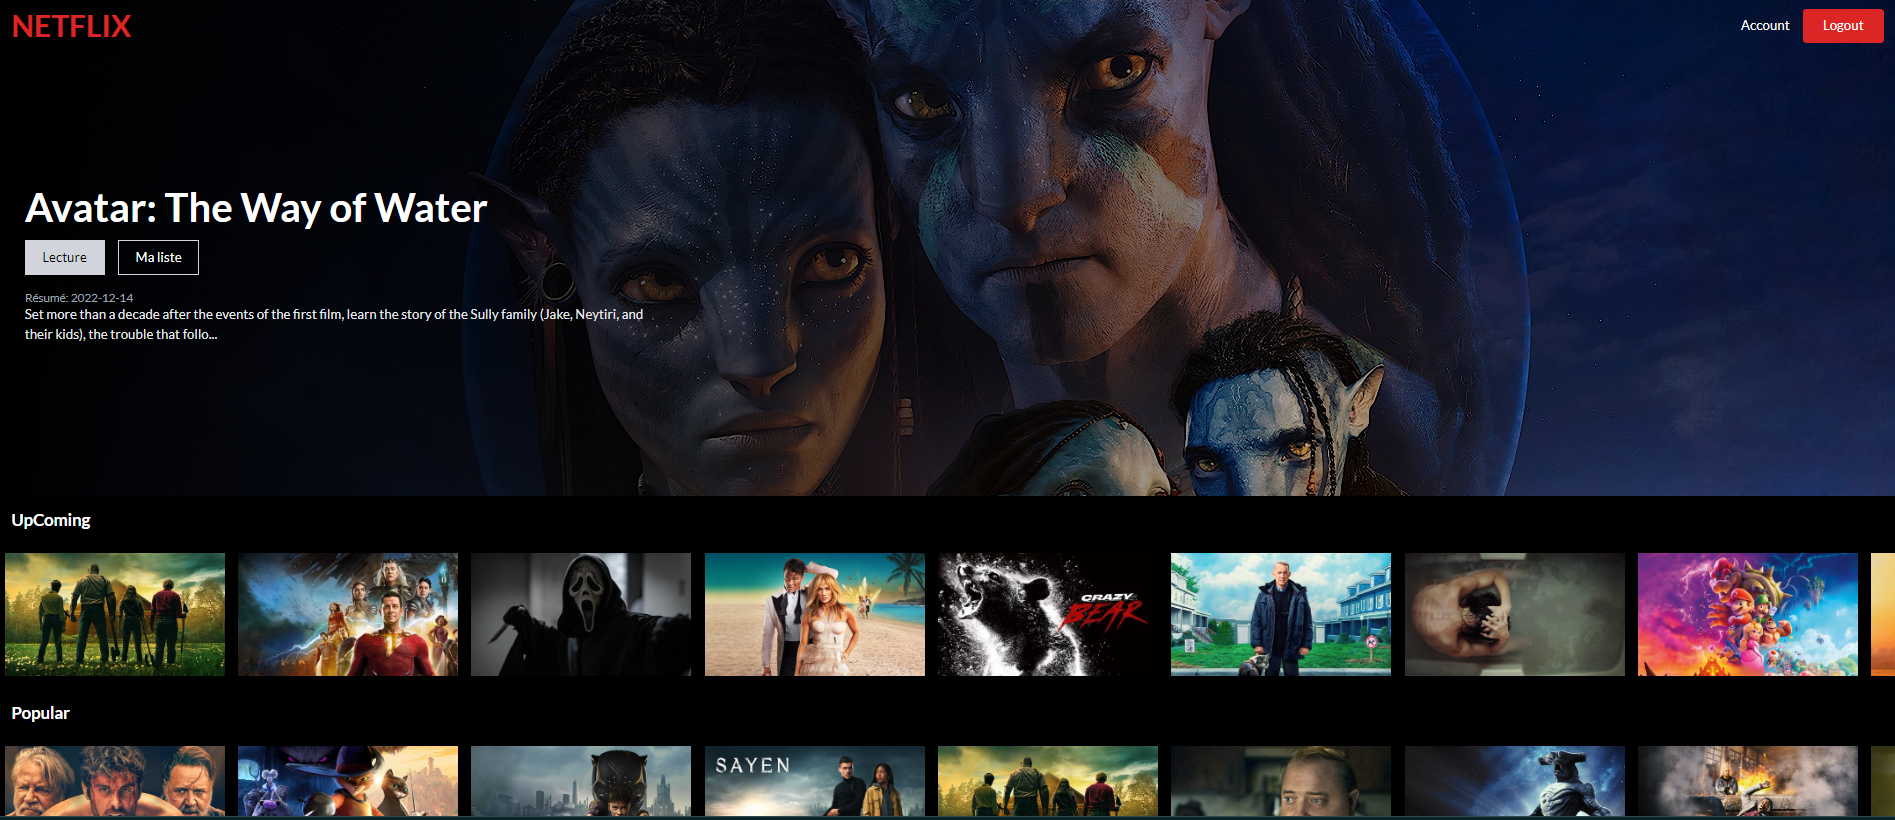 NETFLIX
Account
Logout
Avatar: The Way of Water
Lecture
Ma liste
Résumé: 2022-12-14
Set more than a decade after the events of the first film, learn the story of the Sully family (Jake, Neytiri, and
their kids), the trouble that follo...
UpComing
CRAZY
BEAR
Popular
SAYEN